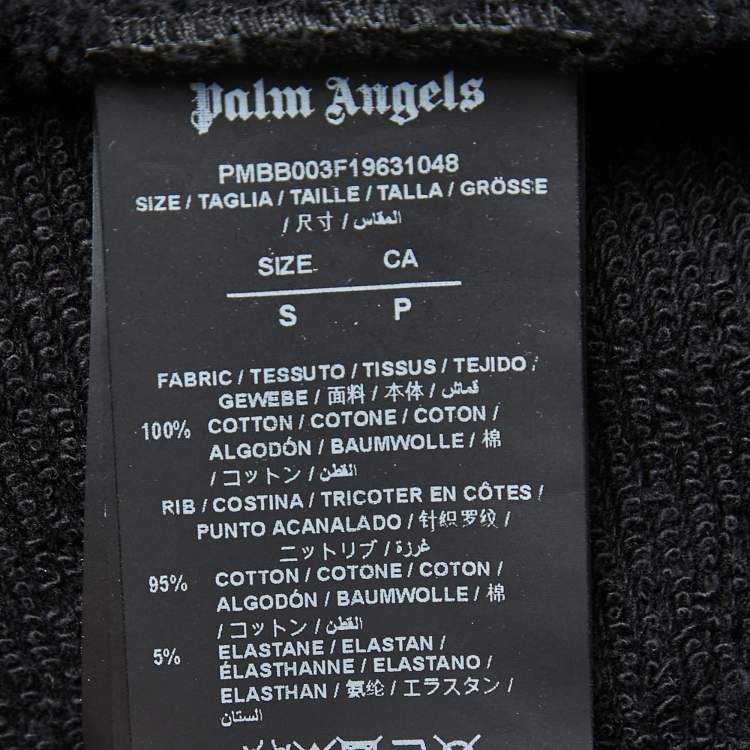 Palm Angels
PMBB003F19631048
SIZE / TAGLIA / TAILLE / TALLA / GRÖSSE
/ 尺寸 / المقاس
SIZE CA
S P
FABRIC / TESSUTO / TISSUS / TEJIDO /
GEWEBE / 面料 / 本体 / قماش
100% COTTON / COTONE / COTON /
ALGODÓN / BAUMWOLLE / 棉
/ コットン / القطن
RIB / COSTINA / TRICOTER EN CÔTES /
PUNTO ACANALADO / 针织罗纹 /
ニットリブ / غرزة
95% COTTON / COTONE / COTON /
ALGODÓN / BAUMWOLLE / 棉
/ コットン / القطن
5% ELASTANE / ELASTAN /
ÉLASTHANNE / ELASTANO /
ELASTHAN / 氨纶 / エラスタン /
الستان